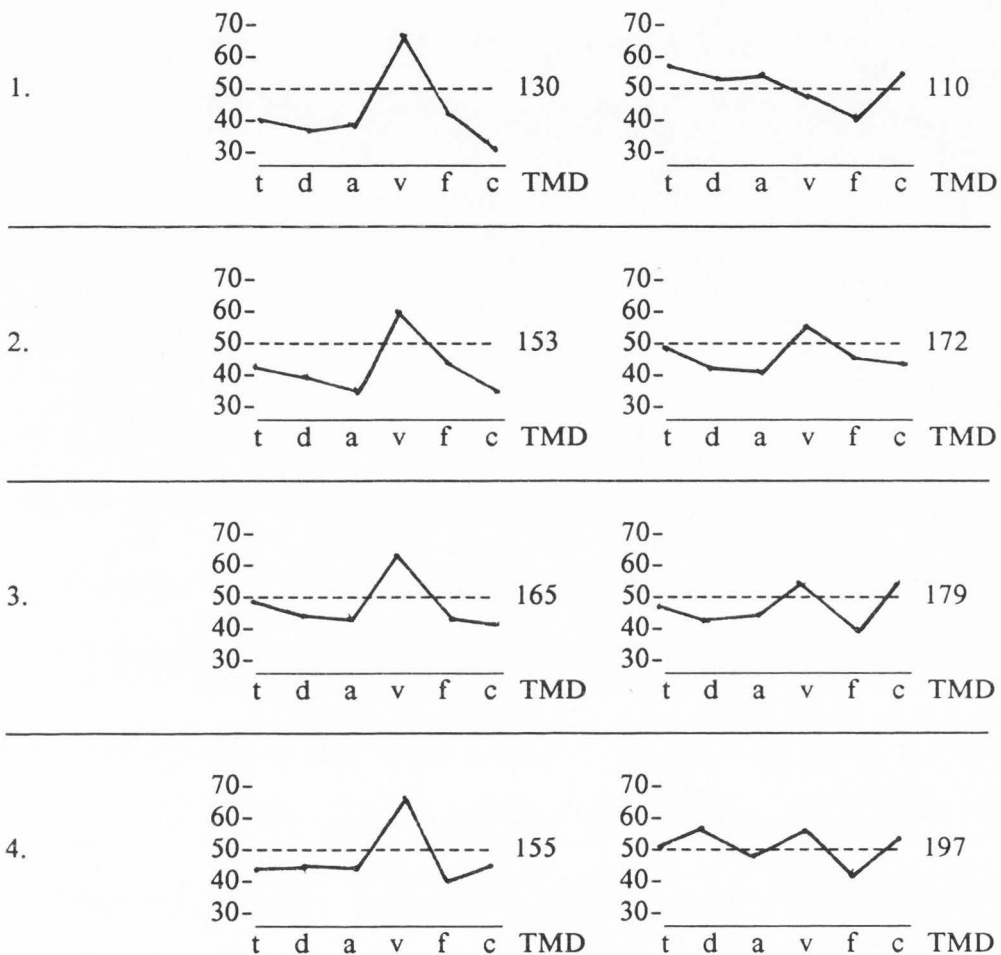 70- 70-
60- 60-
1. 50- 130 50- 110
40- 40-
30- 30-
t d a v f c TMD t d a v f c TMD
70- 70-
60- 60-
2. 50- 153 50- 172
40- 40-
30- 30-
t d a v f c TMD t d a v f c TMD
70- 70-
60- 60-
3. 50- 165 50- 179
40- 40-
30- 30-
t d a v f c TMD t d a v f c TMD
70- 70-
60- 60-
4. 50- 155 50- 197
40- 40-
30- 30-
t d a v f c TMD t d a v f c TMD